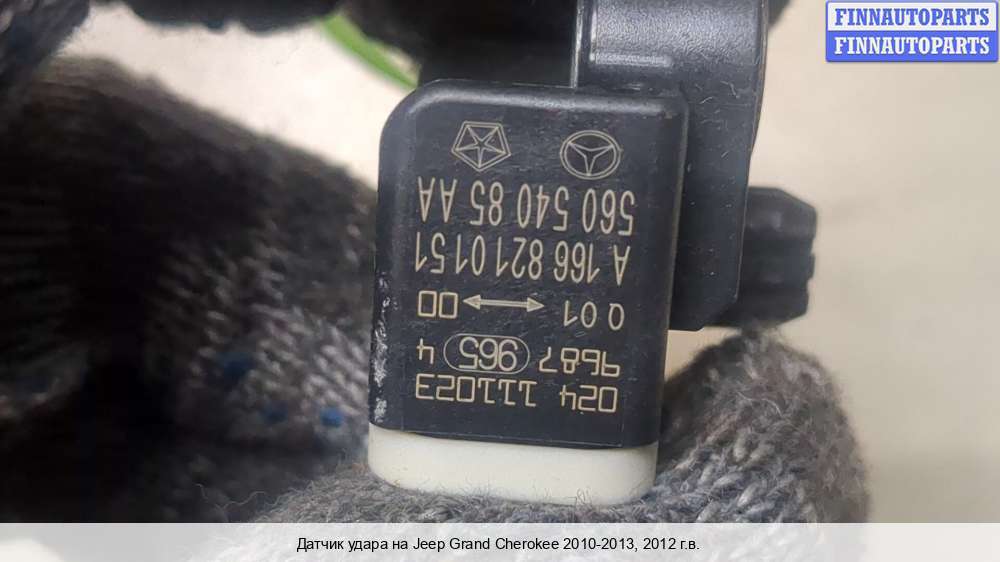 FINNAUTOPARTS
FINNAUTOPARTS
024 111023
9687 965 4
Q 01 00
A 166 821 01 51
560 540 85 AA
Датчик удара на Jeep Grand Cherokee 2010-2013, 2012 г.в.